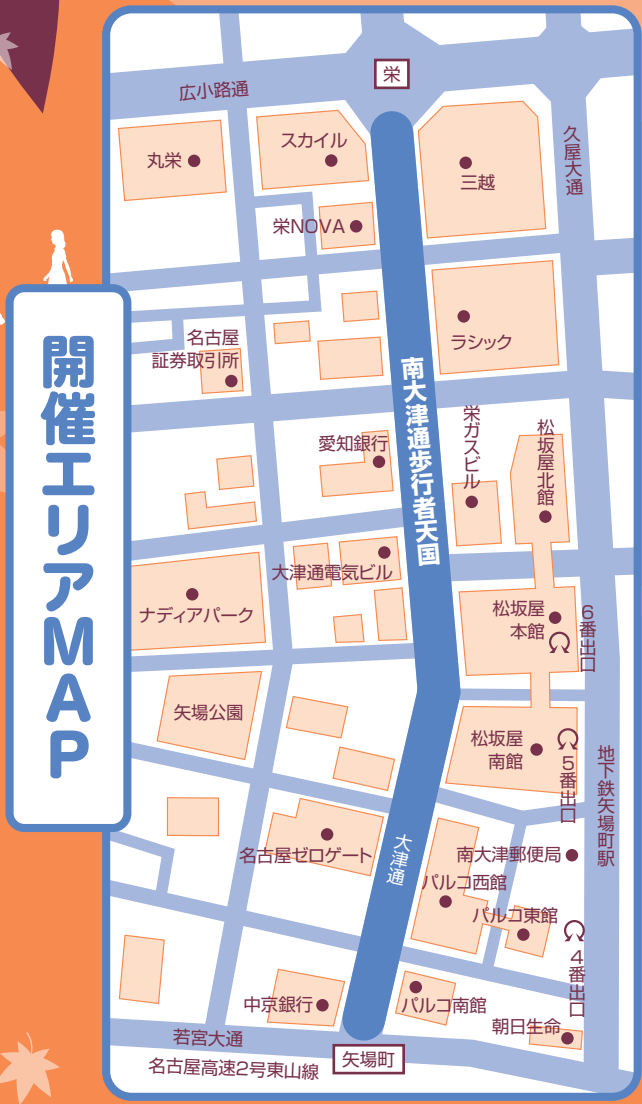 開催エリアMAP
栄
広小路通
久屋大通
丸栄
スカイル
三越
栄NOVA
ラシック
名古屋
証券取引所
南大津通歩行者天国
愛知銀行
栄ガスビル
松坂屋北館
大津通電気ビル
ナディアパーク
松坂屋
本館
6番出口
矢場公園
松坂屋
南館
5番出口
地下鉄矢場町駅
名古屋ゼロゲート
大津通
南大津郵便局
パルコ西館
パルコ東館
4番出口
中京銀行
パルコ南館
朝日生命
若宮大通
名古屋高速2号東山線
矢場町